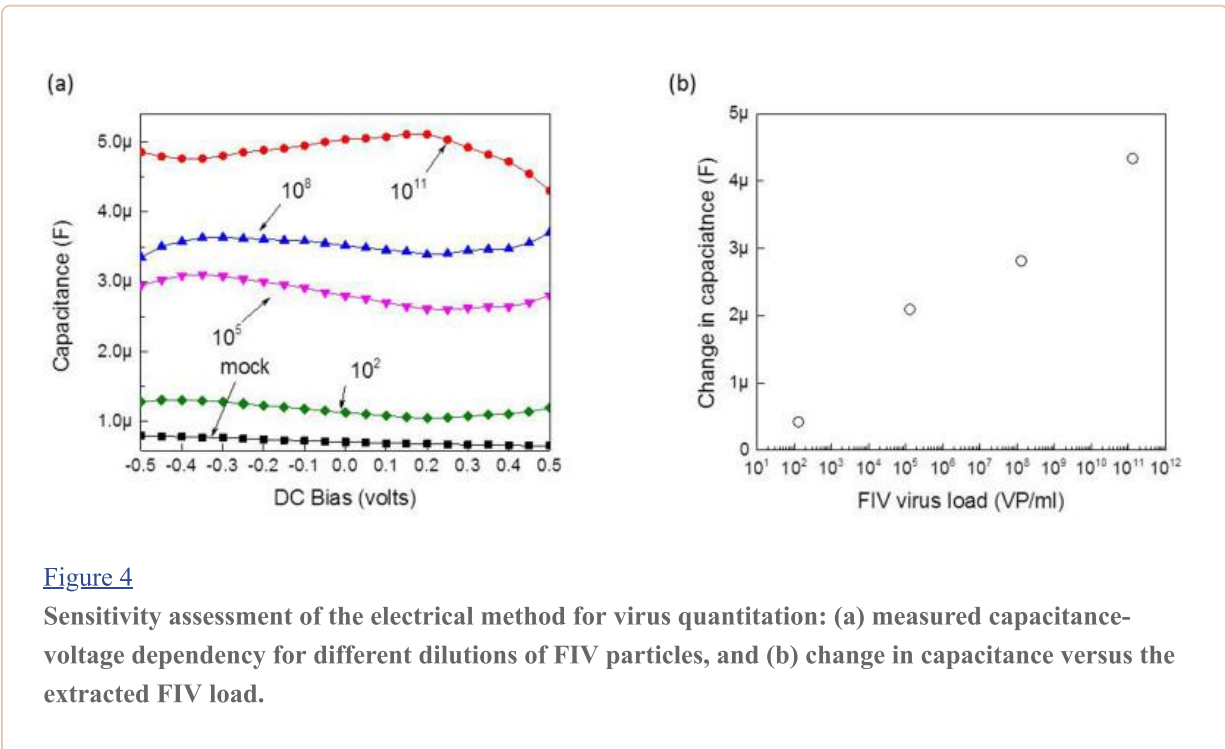 (a)
5.0µ
4.0µ
3.0µ
2.0µ
1.0µ
Capacitance (F)
10⁸
10¹¹
10⁵
mock
10²
-0.5 -0.4 -0.3 -0.2 -0.1 0.0 0.1 0.2 0.3 0.4 0.5
DC Bias (volts)
(b)
5µ
4µ
3µ
2µ
1µ
0
Change in capaciatnce (F)
10¹ 10² 10³ 10⁴ 10⁵ 10⁶ 10⁷ 10⁸ 10⁹ 10¹⁰ 10¹¹ 10¹²
FIV virus load (VP/ml)
Figure 4
Sensitivity assessment of the electrical method for virus quantitation: (a) measured capacitance-
voltage dependency for different dilutions of FIV particles, and (b) change in capacitance versus the
extracted FIV load.